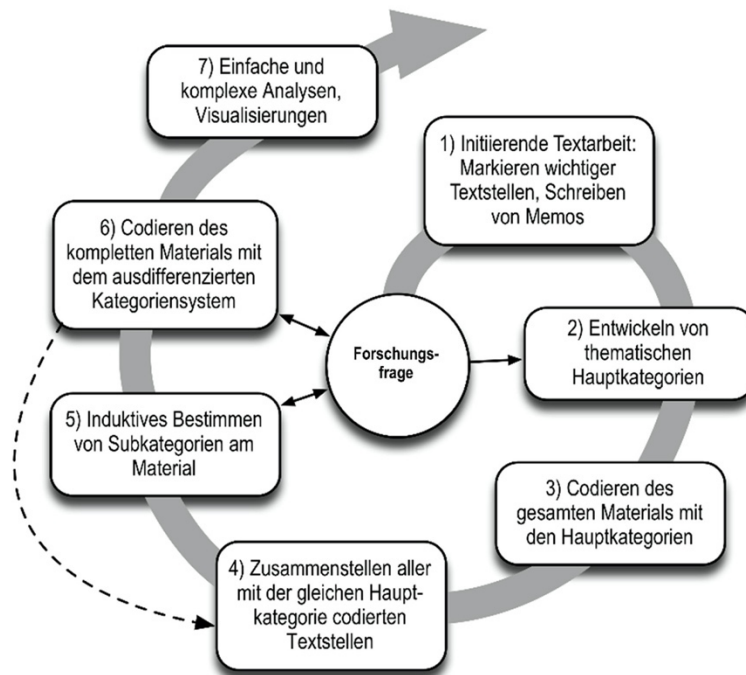 7) Einfache und
komplexe Analysen,
Visualisierungen
1) Initiierende Textarbeit:
Markieren wichtiger
Textstellen, Schreiben
von Memos
6) Codieren des
kompletten Materials mit
dem ausdifferenzierten
Kategoriensystem
Forschungs-
frage
2) Entwickeln von
thematischen
Hauptkategorien
5) Induktives Bestimmen
von Subkategorien am
Material
3) Codieren des
gesamten Materials mit
den Hauptkategorien
4) Zusammenstellen aller
mit der gleichen Haupt-
kategorie codierten
Textstellen